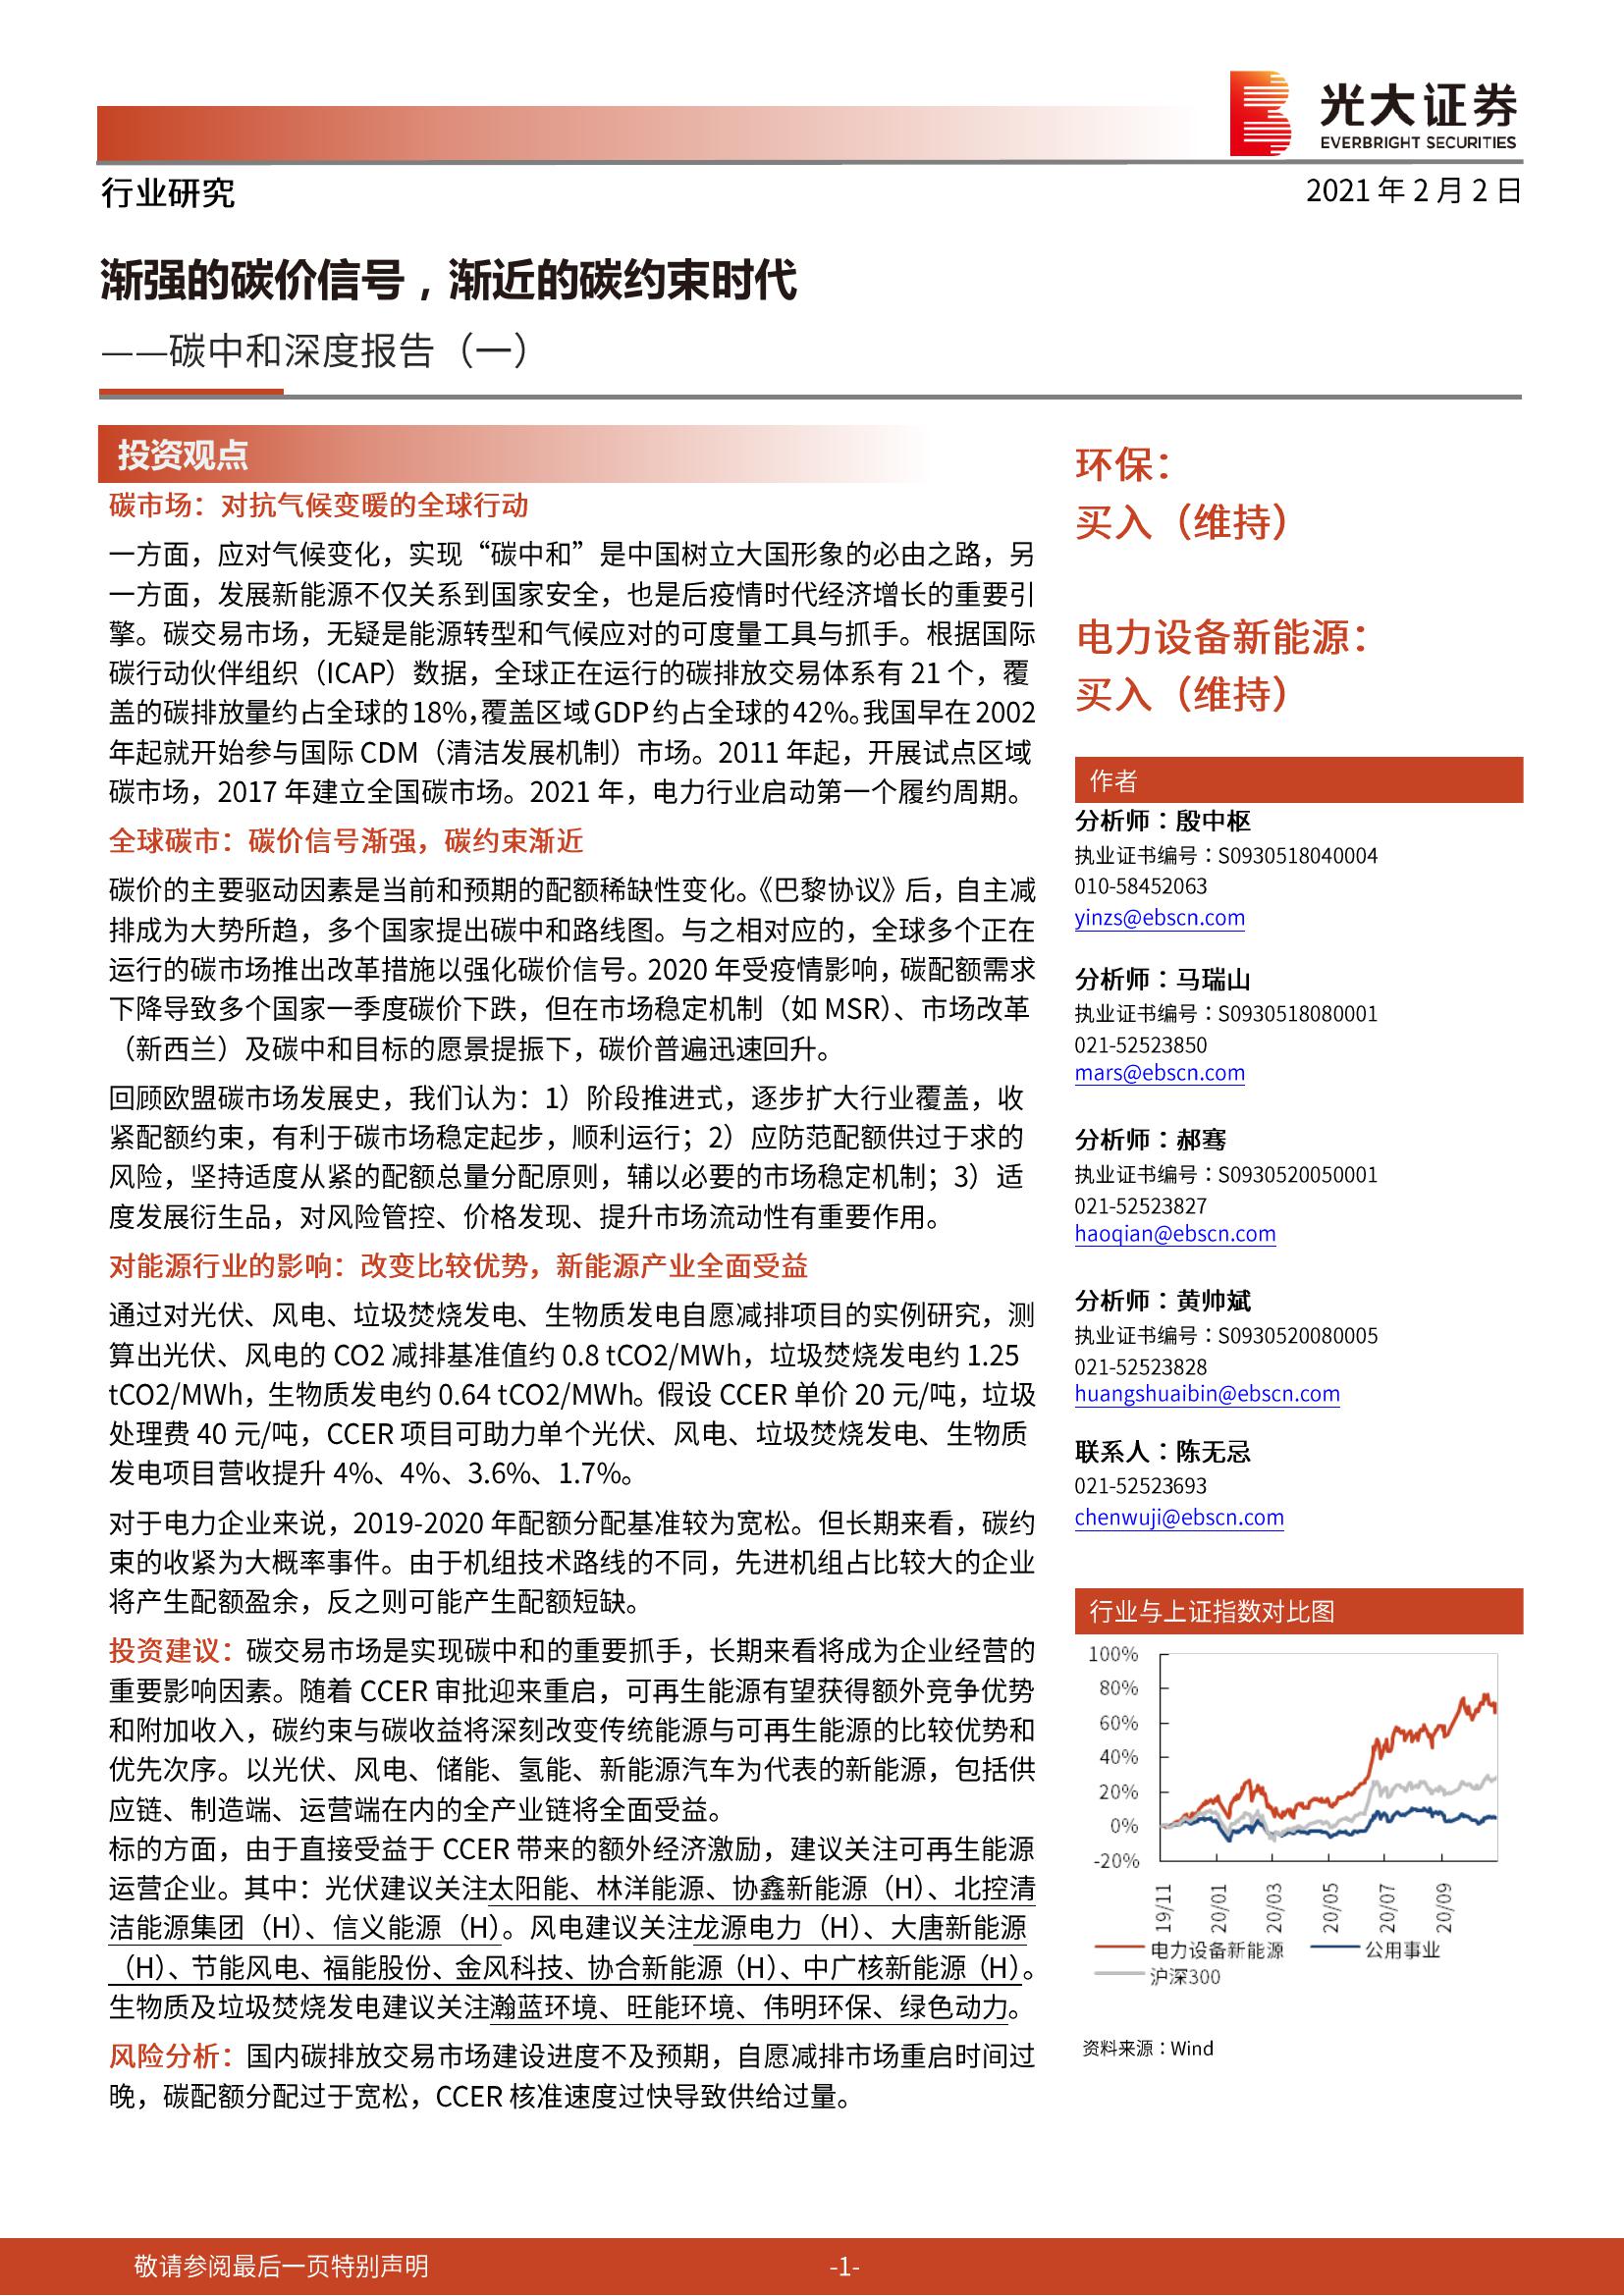 光大证券
EVERBRIGHT SECURITIES
行业研究
2021 年 2 月 2 日
渐强的碳价信号，渐近的碳约束时代
——碳中和深度报告（一）
投资观点
碳市场：对抗气候变暖的全球行动
一方面，应对气候变化，实现“碳中和”是中国树立大国形象的必由之路，另
一方面，发展新能源不仅关系到国家安全，也是后疫情时代经济增长的重要引
擎。碳交易市场，无疑是能源转型和气候应对的可度量工具与抓手。根据国际
碳行动伙伴组织（ICAP）数据，全球正在运行的碳排放交易体系有 21 个，覆
盖的碳排放量约占全球的 18%，覆盖区域 GDP 约占全球的 42%。我国早在 2002
年起就开始参与国际 CDM（清洁发展机制）市场。2011 年起，开展试点区域
碳市场，2017 年建立全国碳市场。2021 年，电力行业启动第一个履约周期。
全球碳市：碳价信号渐强，碳约束渐近
碳价的主要驱动因素是当前和预期的配额稀缺性变化。《巴黎协议》后，自主减
排成为大势所趋，多个国家提出碳中和路线图。与之相对应的，全球多个正在
运行的碳市场推出改革措施以强化碳价信号。2020 年受疫情影响，碳配额需求
下降导致多个国家一季度碳价下跌，但在市场稳定机制（如 MSR）、市场改革
（新西兰）及碳中和目标的愿景提振下，碳价普遍迅速回升。
回顾欧盟碳市场发展史，我们认为：1）阶段推进式，逐步扩大行业覆盖，收
紧配额约束，有利于碳市场稳定起步，顺利运行；2）应防范配额供过于求的
风险，坚持适度从紧的配额总量分配原则，辅以必要的市场稳定机制；3）适
度发展衍生品，对风险管控、价格发现、提升市场流动性有重要作用。
对能源行业的影响：改变比较优势，新能源产业全面受益
通过对光伏、风电、垃圾焚烧发电、生物质发电自愿减排项目的实例研究，测
算出光伏、风电的 CO2 减排基准值约 0.8 tCO2/MWh，垃圾焚烧发电约 1.25
tCO2/MWh，生物质发电约 0.64 tCO2/MWh。假设 CCER 单价 20 元/吨，垃圾
处理费 40 元/吨，CCER 项目可助力单个光伏、风电、垃圾焚烧发电、生物质
发电项目营收提升 4%、4%、3.6%、1.7%。
对于电力企业来说，2019-2020 年配额分配基准较为宽松。但长期来看，碳约
束的收紧为大概率事件。由于机组技术路线的不同，先进机组占比较大的企业
将产生配额盈余，反之则可能产生配额短缺。
投资建议：碳交易市场是实现碳中和的重要抓手，长期来看将成为企业经营的
重要影响因素。随着 CCER 审批迎来重启，可再生能源有望获得额外竞争优势
和附加收入，碳约束与碳收益将深刻改变传统能源与可再生能源的比较优势和
优先次序。以光伏、风电、储能、氢能、新能源汽车为代表的新能源，包括供
应链、制造端、运营端在内的全产业链将全面受益。
标的方面，由于直接受益于 CCER 带来的额外经济激励，建议关注可再生能源
运营企业。其中：光伏建议关注太阳能、林洋能源、协鑫新能源（H）、北控清
洁能源集团（H）、信义能源（H）。风电建议关注龙源电力（H）、大唐新能源
（H）、节能风电、福能股份、金风科技、协合新能源（H）、中广核新能源（H）。
生物质及垃圾焚烧发电建议关注瀚蓝环境、旺能环境、伟明环保、绿色动力。
风险分析：国内碳排放交易市场建设进度不及预期，自愿减排市场重启时间过
晚，碳配额分配过于宽松，CCER 核准速度过快导致供给过量。
环保：
买入（维持）
电力设备新能源：
买入（维持）
作者
分析师：殷中枢
执业证书编号：S0930518040004
010-58452063
yinzs@ebscn.com
分析师：马瑞山
执业证书编号：S0930518080001
021-52523850
mars@ebscn.com
分析师：郝骞
执业证书编号：S0930520050001
021-52523827
haoqian@ebscn.com
分析师：黄帅斌
执业证书编号：S0930520080005
021-52523828
huangshuaibin@ebscn.com
联系人：陈无忌
021-52523693
chenwuji@ebscn.com
行业与上证指数对比图
100%
80%
60%
40%
20%
0%
-20%
19/11 20/01 20/03 20/05 20/07 20/09
电力设备新能源 公用事业
沪深300
资料来源：Wind
敬请参阅最后一页特别声明
-1-